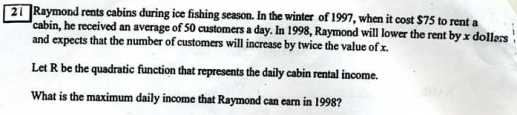 21 Raymond rents cabins during ice fishing season. In the winter of 1997, when it cost $75 to rent a
cabin, he received an average of 50 customers a day. In 1998, Raymond will lower the rent by x dollars
and expects that the number of customers will increase by twice the value of x.
Let R be the quadratic function that represents the daily cabin rental income.
What is the maximum daily income that Raymond can earn in 1998?